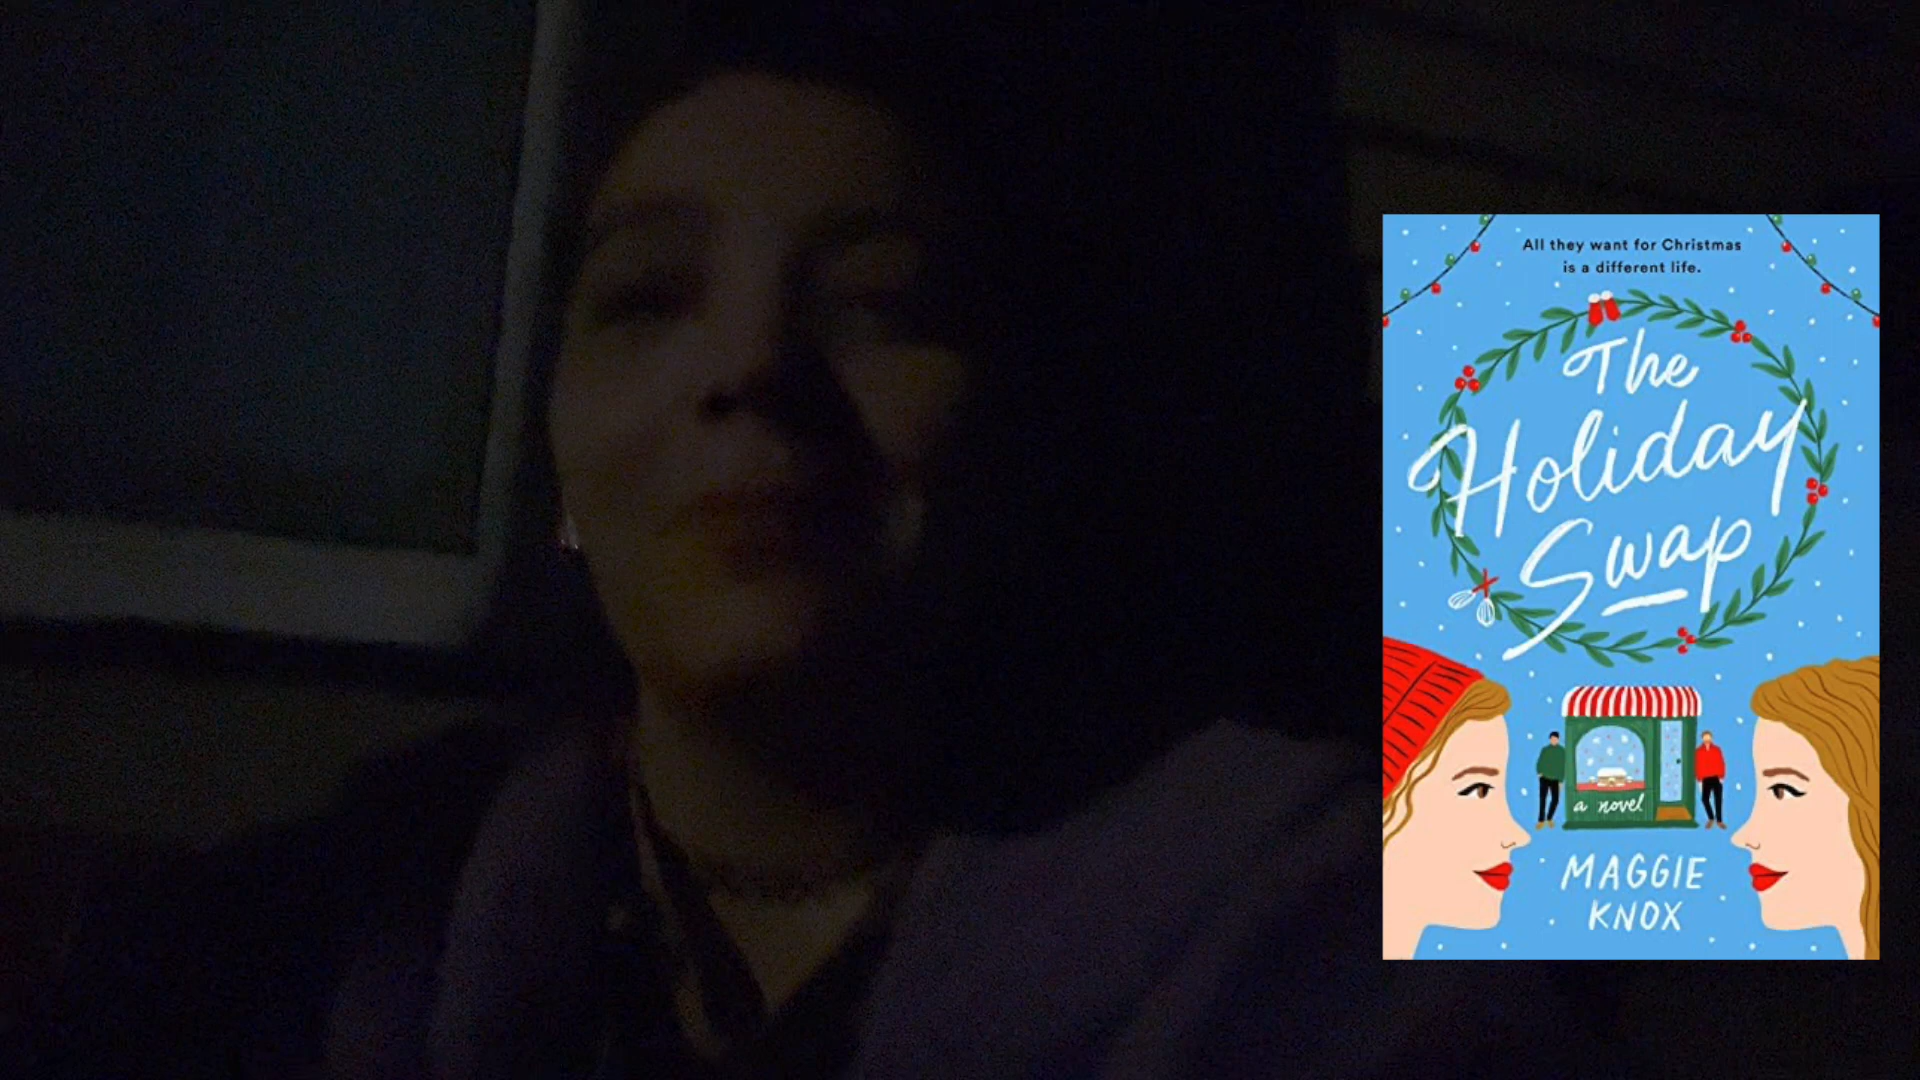 All they want for Christmas
is a different life.
The
Holiday
Swap
a novel
MAGGIE
KNOX